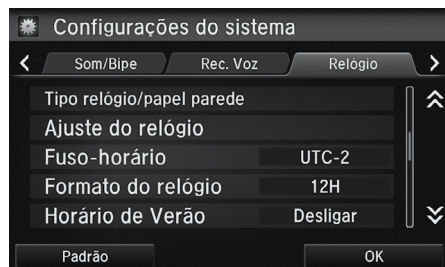 Configurações do sistema
Som/Bipe Rec. Voz Relógio
Tipo relógio/papel parede
Ajuste do relógio
Fuso-horário UTC-2
Formato do relógio 12H
Horário de Verão Desligar
Padrão OK